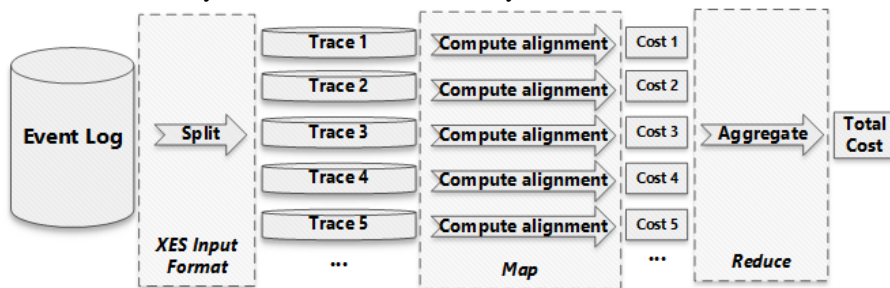 Event Log
Split
XES Input
Format
Trace 1
Trace 2
Trace 3
Trace 4
Trace 5
...
Compute alignment
Compute alignment
Compute alignment
Compute alignment
Compute alignment
Map
Cost 1
Cost 2
Cost 3
Cost 4
Cost 5
...
Aggregate
Reduce
Total
Cost